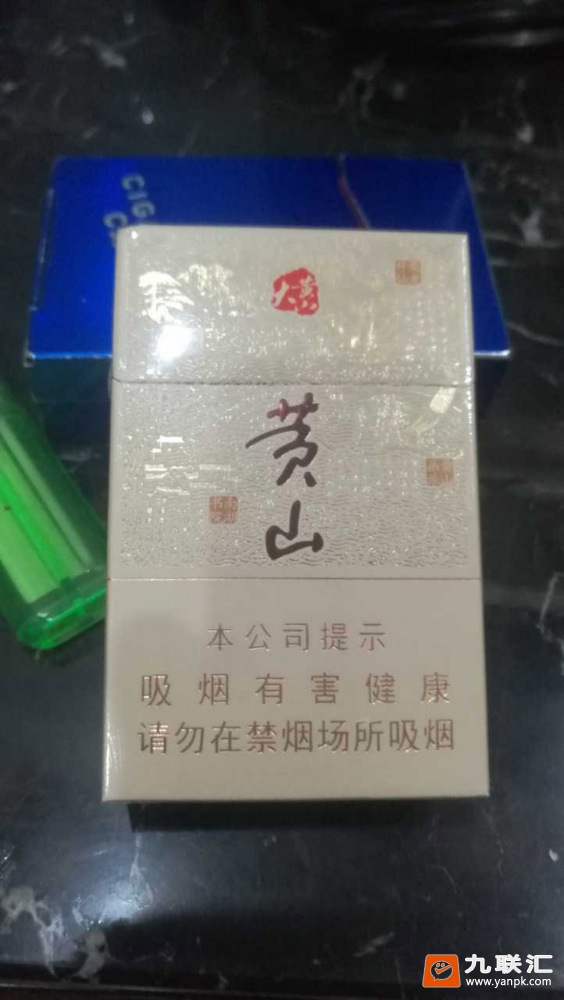 CIG
黄
山
本公司提示
吸烟有害健康
请勿在禁烟场所吸烟
九联汇
www.yanpk.com